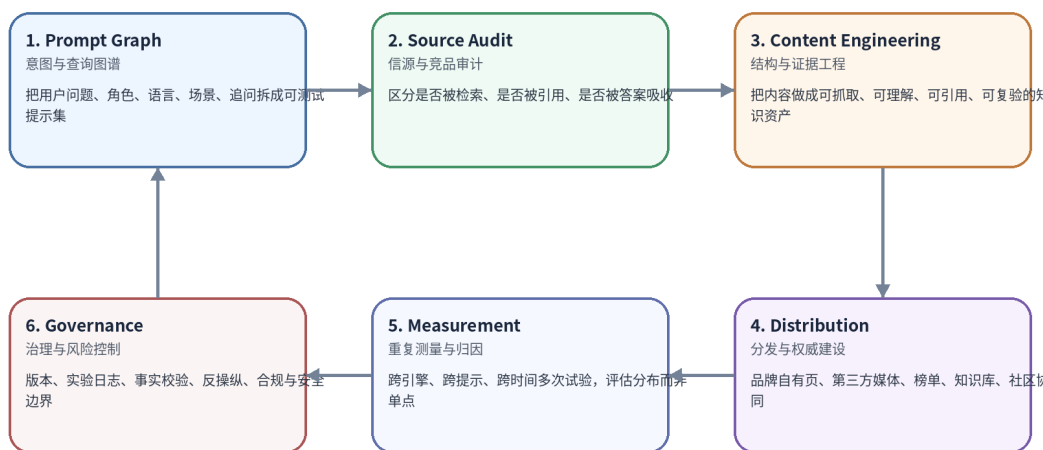 1. Prompt Graph
意图与查询图谱
把用户问题、角色、语言、场景、追问拆成可测试
提示集
2. Source Audit
信源与竞品审计
区分是否被检索、是否被引用、是否被答案吸收
3. Content Engineering
结构与证据工程
把内容做成可抓取、可理解、可引用、可复验的知
识资产
4. Distribution
分发与权威建设
品牌自有页、第三方媒体、榜单、知识库、社区协
同
5. Measurement
重复测量与归因
跨引擎、跨提示、跨时间多次试验，评估分布而非
单点
6. Governance
治理与风险控制
版本、实验日志、事实校验、反操纵、合规与安全
边界